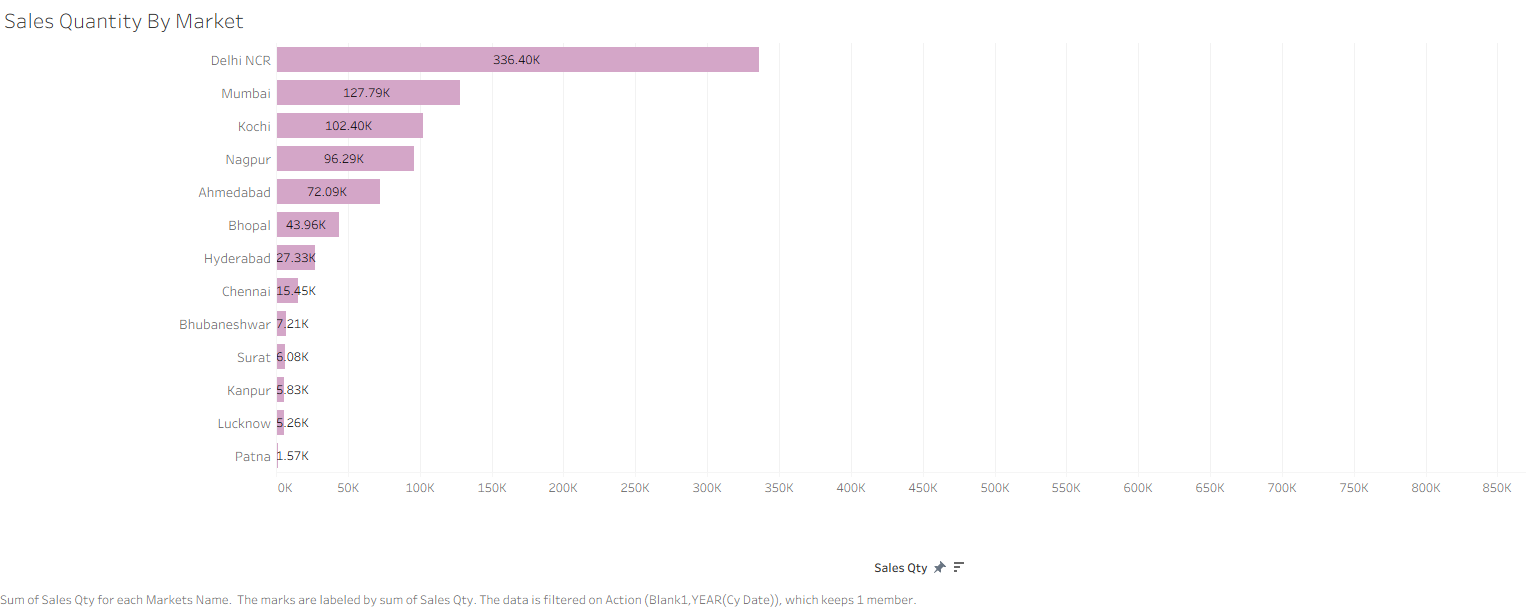 Sales Quantity By Market
Delhi NCR 336.40K
Mumbai 127.79K
Kochi 102.40K
Nagpur 96.29K
Ahmedabad 72.09K
Bhopal 43.96K
Hyderabad 27.33K
Chennai 15.45K
Bhubaneshwar 7.21K
Surat 6.08K
Kanpur 5.83K
Lucknow 5.26K
Patna 1.57K
0K 50K 100K 150K 200K 250K 300K 350K 400K 450K 500K 550K 600K 650K 700K 750K 800K 850K
Sales Qty
Sum of Sales Qty for each Markets Name. The marks are labeled by sum of Sales Qty. The data is filtered on Action (Blank1,YEAR(Cy Date)), which keeps 1 member.